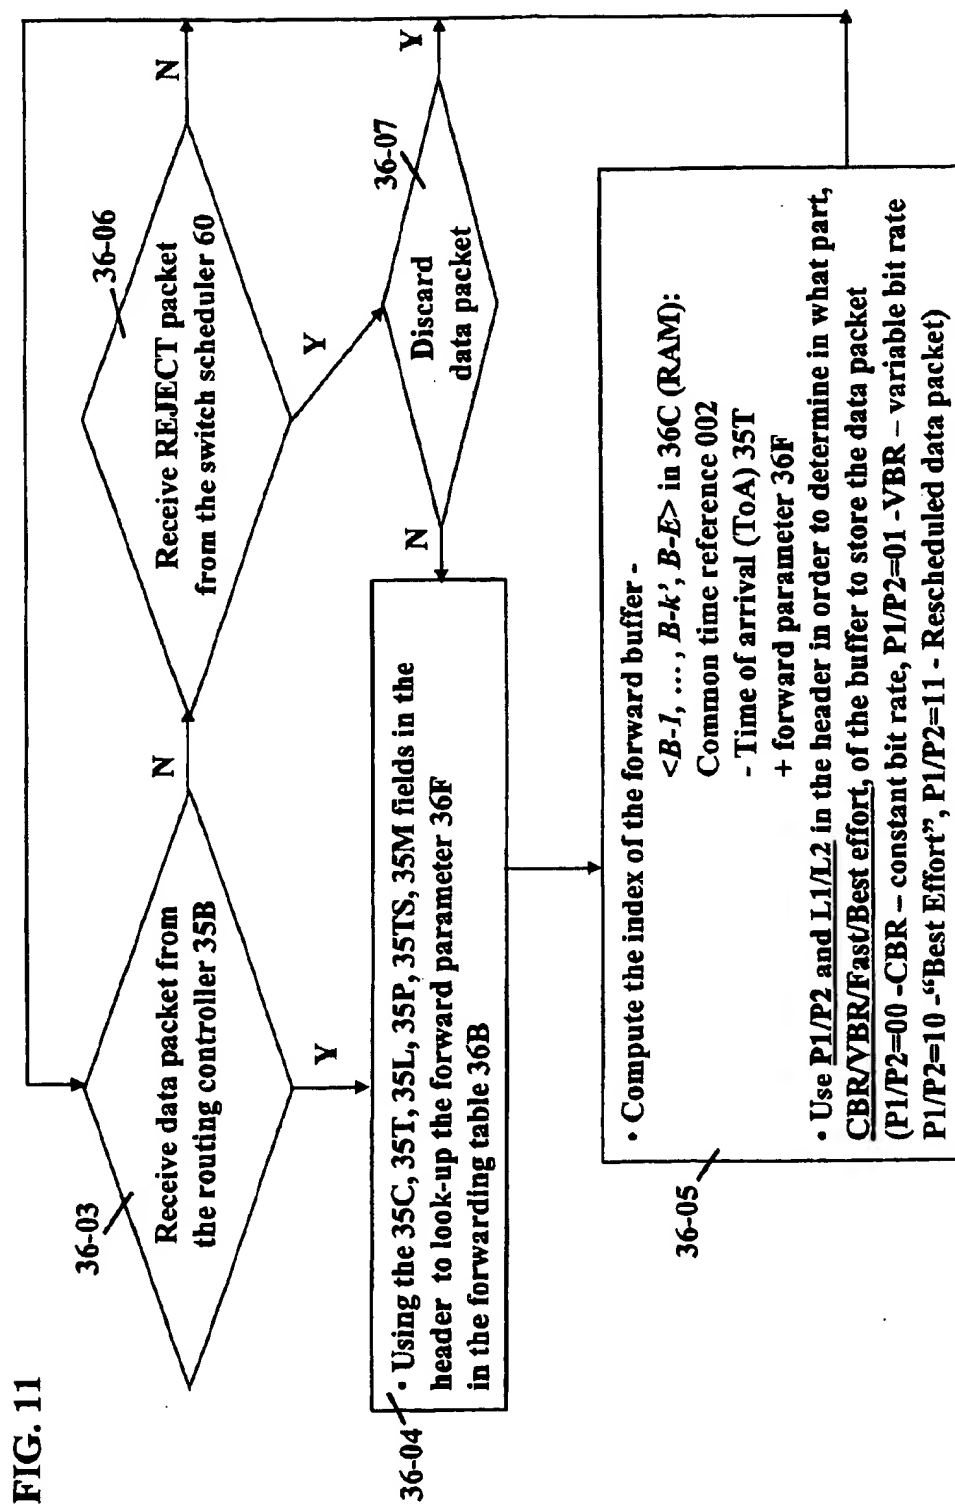 FIG. 11
36-03
Receive data packet from
the routing controller 35B
N
Y
36-06
Receive REJECT packet
from the switch scheduler 60
N
Y
36-07
Discard
data packet
Y
N
36-04
• Using the 35C, 35T, 35L, 35P, 35TS, 35M fields in the
header to look-up the forward parameter 36F
in the forwarding table 36B
36-05
• Compute the index of the forward buffer -
<B-1, …, B-k', B-E> in 36C (RAM):
Common time reference 002
- Time of arrival (ToA) 35T
+ forward parameter 36F
• Use P1/P2 and L1/L2 in the header in order to determine in what part,
CBR/VBR/Fast/Best effort, of the buffer to store the data packet
(P1/P2=00 -CBR – constant bit rate, P1/P2=01 -VBR – variable bit rate
P1/P2=10 -“Best Effort”, P1/P2=11 - Rescheduled data packet)